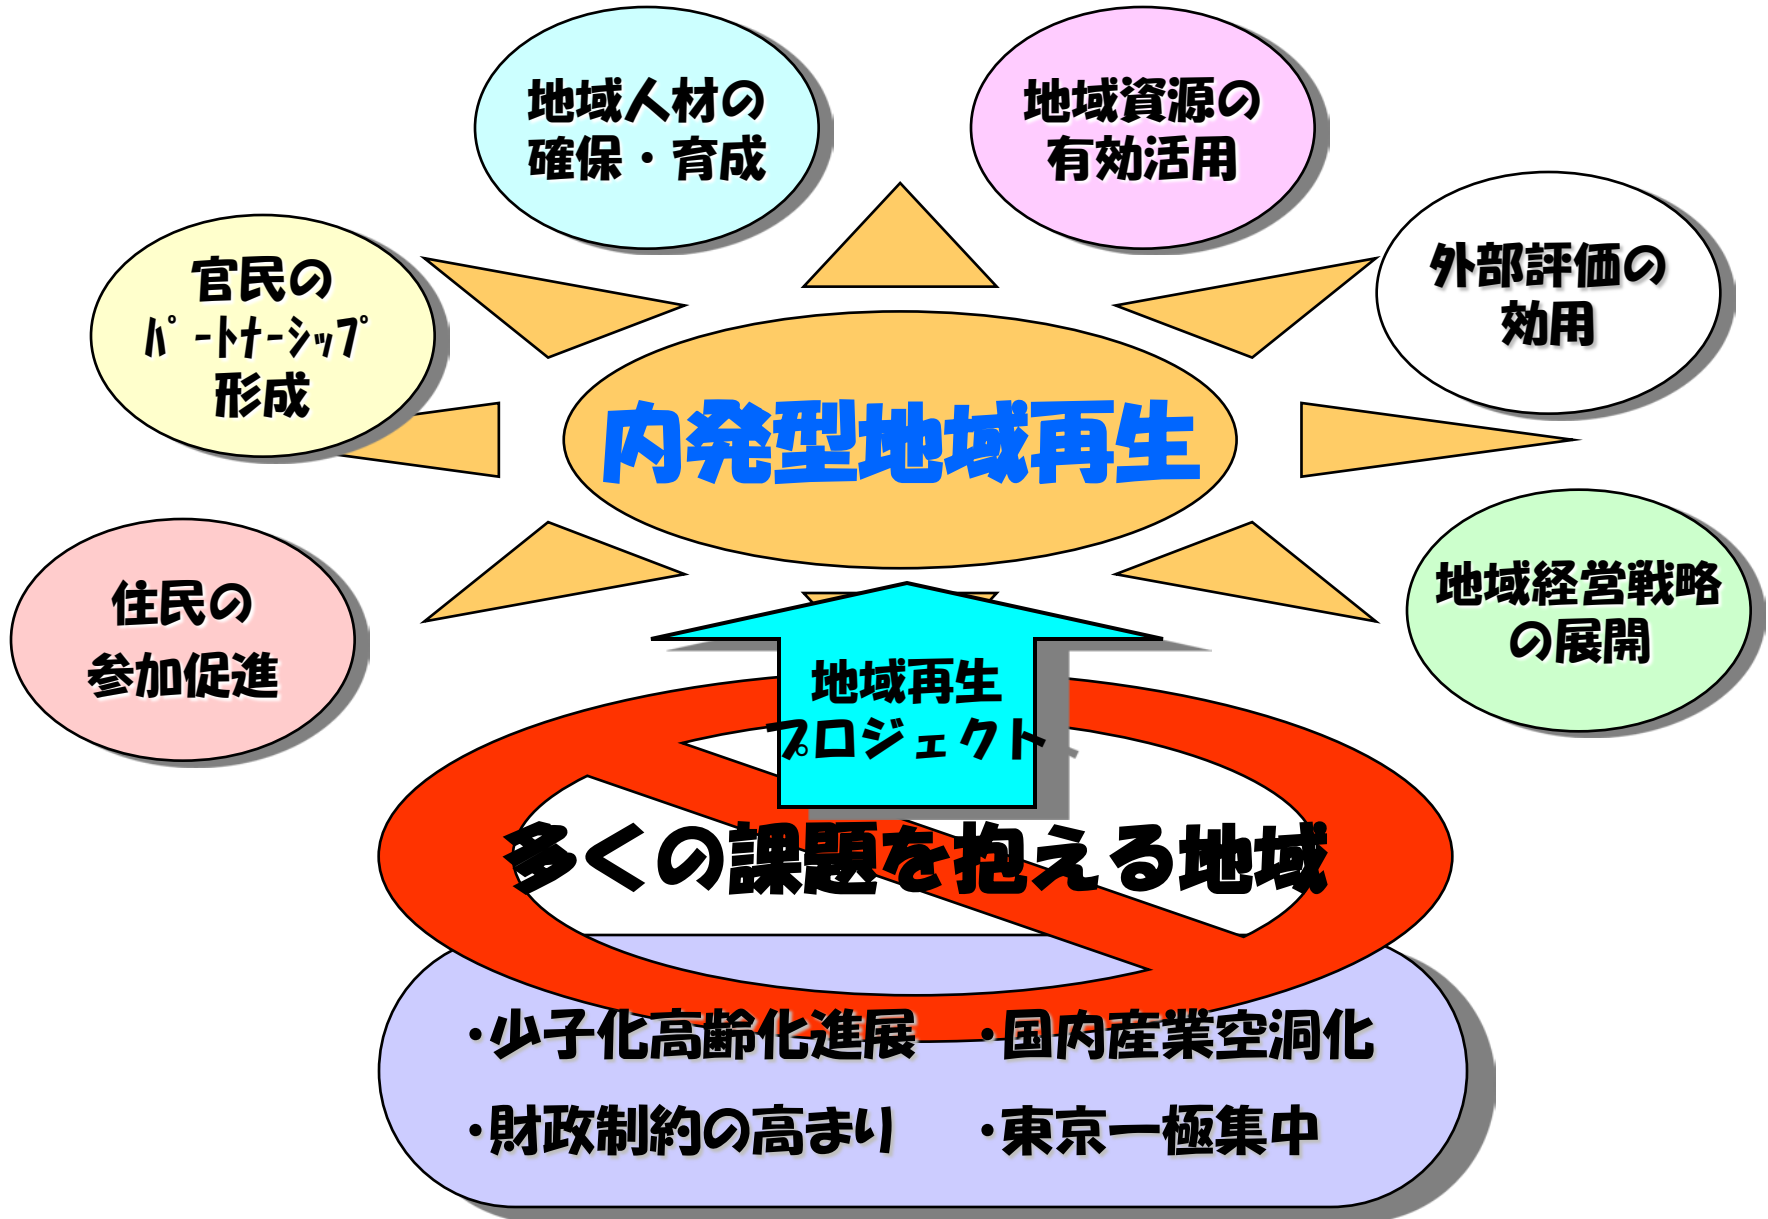 地域人材の
確保・育成
地域資源の
有効活用
官民の
ﾊﾟｰﾄﾅｰｼｯﾌﾟ
形成
外部評価の
効用
内発型地域再生
住民の
参加促進
地域経営戦略
の展開
地域再生
プロジェクト
多くの課題を抱える地域
・少子化高齢化進展
・国内産業空洞化
・財政制約の高まり
・東京一極集中